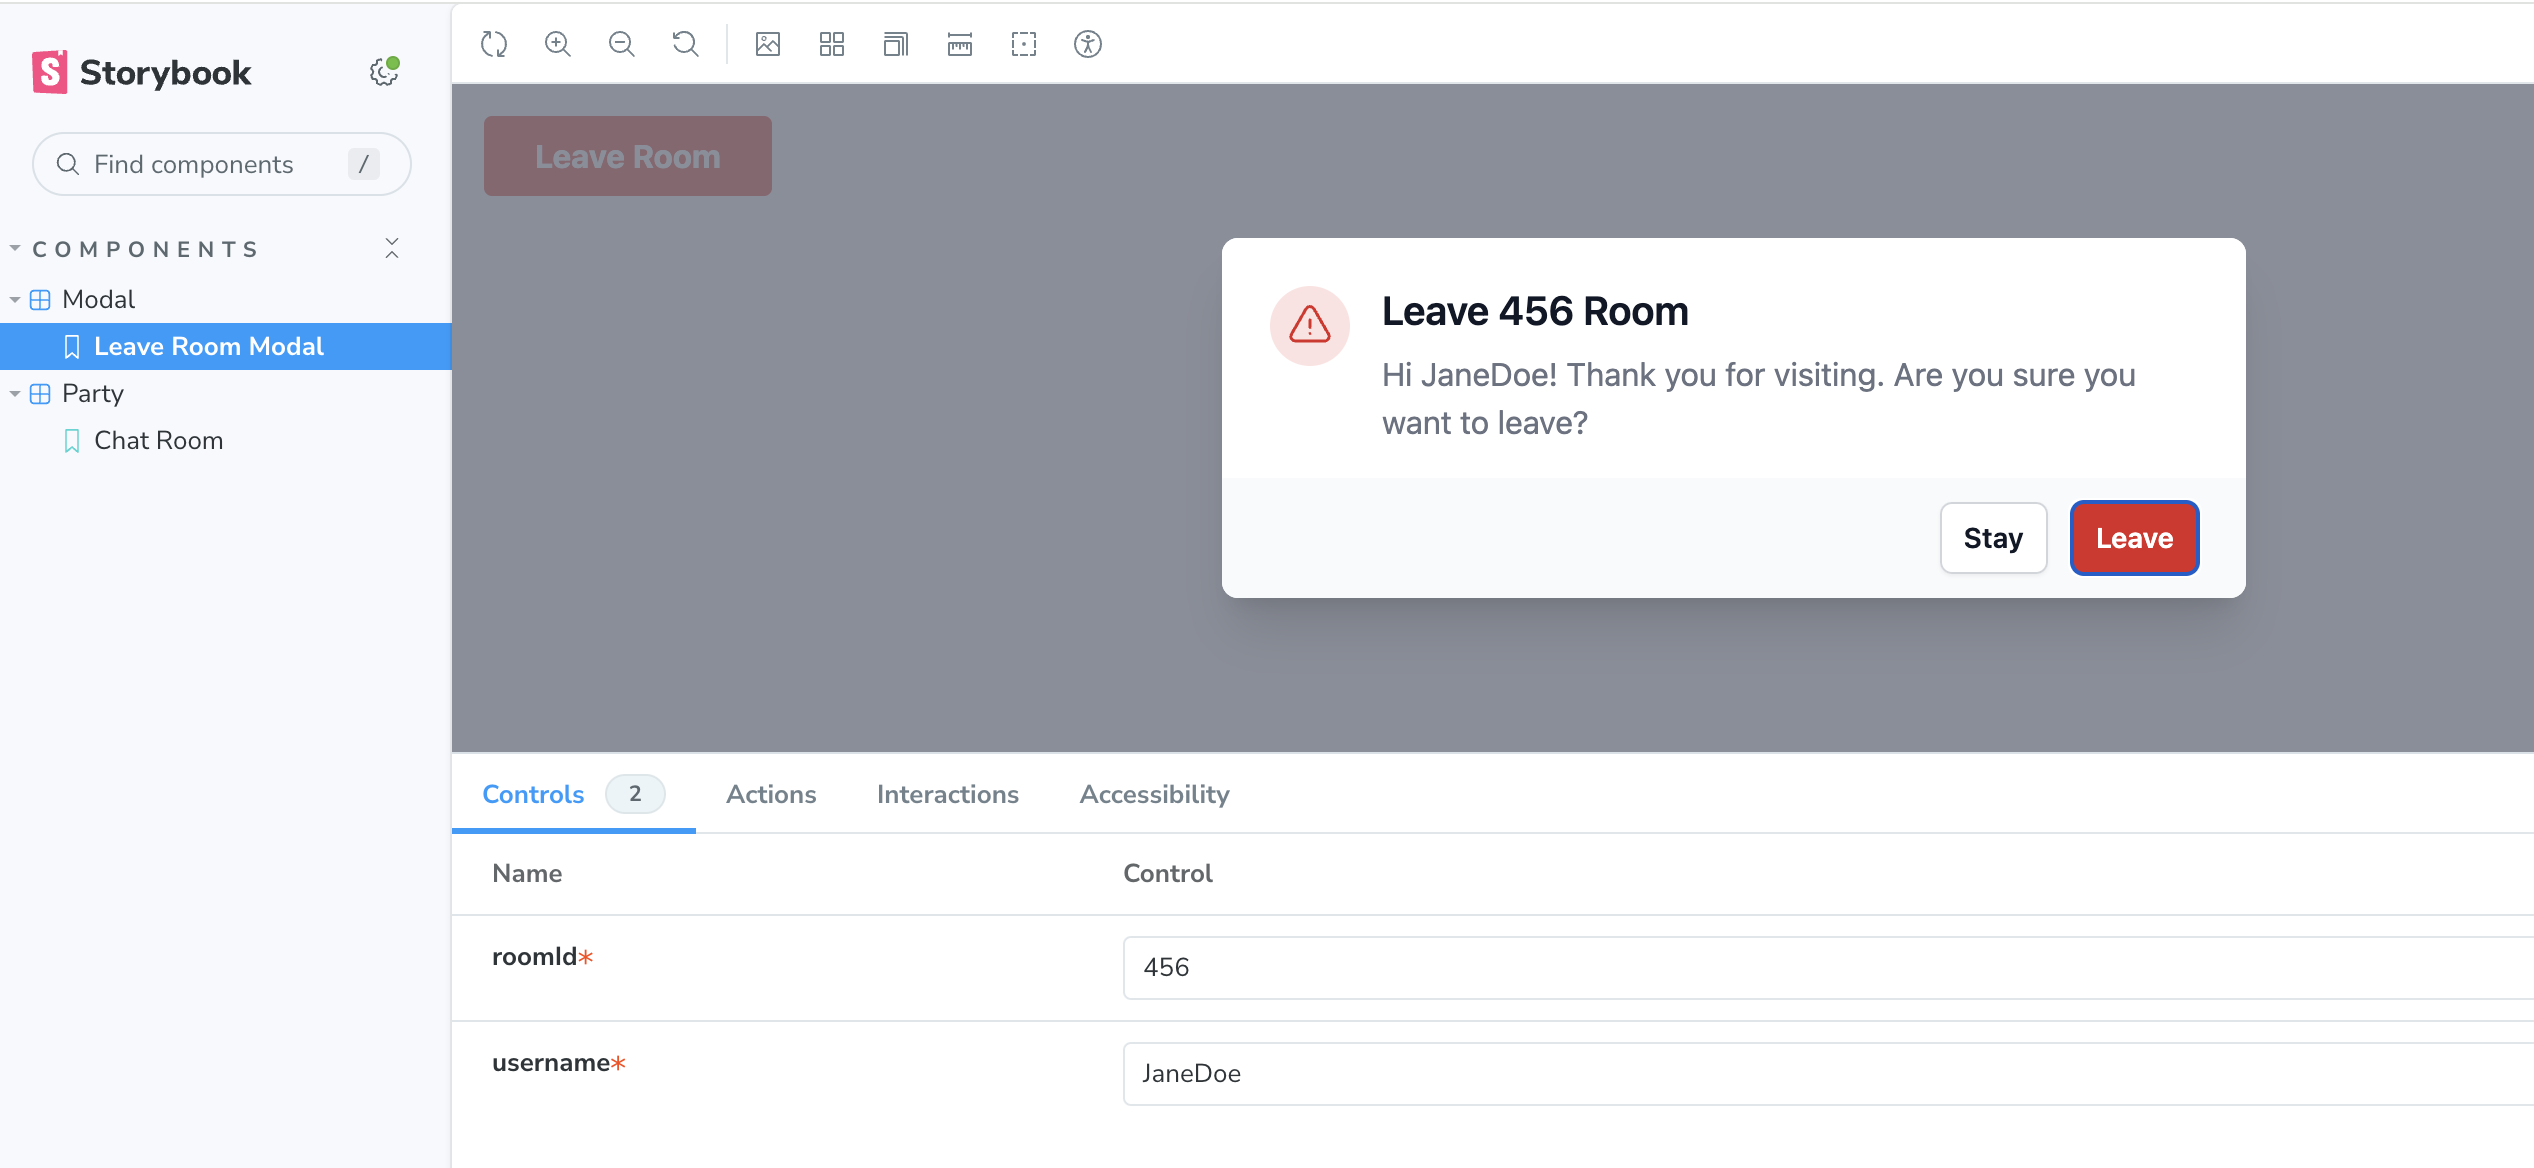 Storybook
Find components /
COMPONENTS
Modal
Leave Room Modal
Party
Chat Room
Leave Room
Leave 456 Room
Hi JaneDoe! Thank you for visiting. Are you sure you
want to leave?
Stay Leave
Controls 2 Actions Interactions Accessibility
Name Control
roomId* 456
username* JaneDoe